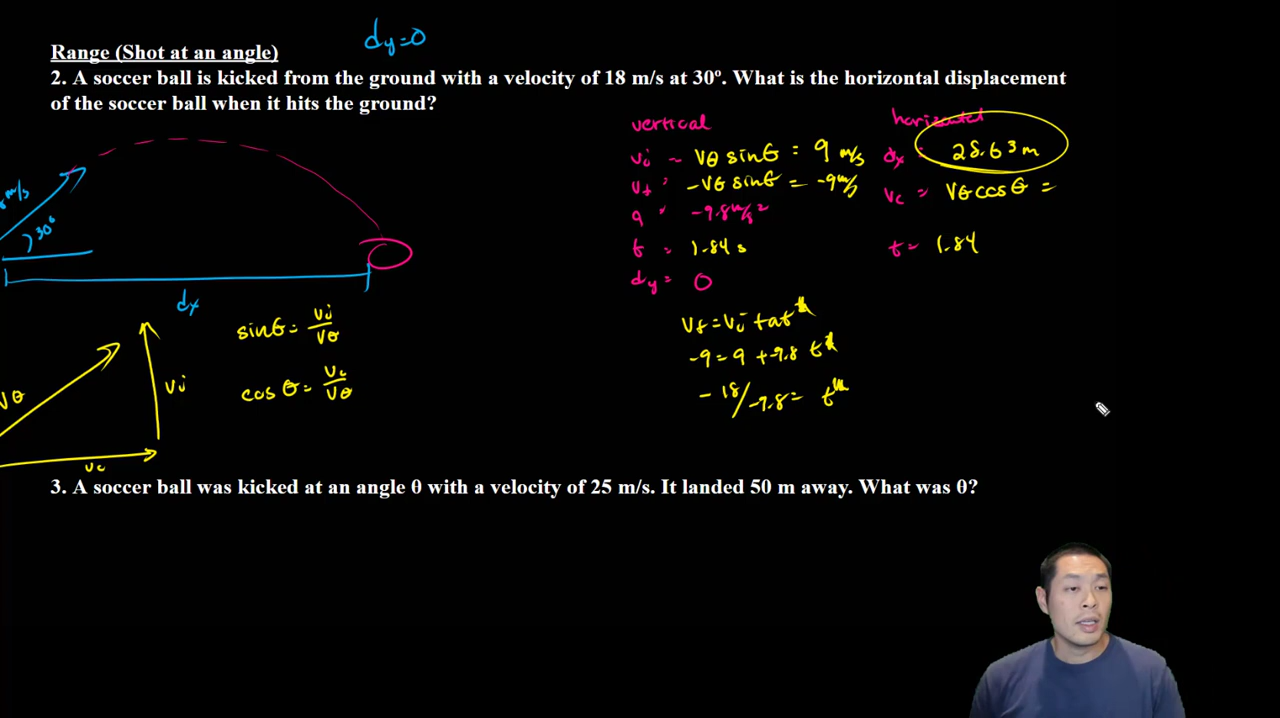 dy=0
Range (Shot at an angle)
2. A soccer ball is kicked from the ground with a velocity of 18 m/s at 30º. What is the horizontal displacement
of the soccer ball when it hits the ground?
m/s
30°
dx
vertical
vi = vθ sinθ = 9 m/s
vf = -vθ sinθ = -9 m/s
a = -9.8 m/s²
t = 1.84 s
dy = 0
horizontal
dx = 28.63 m
vc = vθ cosθ =
t = 1.84
sinθ = vi/vθ
cosθ = vc/vθ
vθ
vi
vc
vf = vi + at
-9 = 9 + -9.8 t
-18/-9.8 = t
3. A soccer ball was kicked at an angle θ with a velocity of 25 m/s. It landed 50 m away. What was θ?